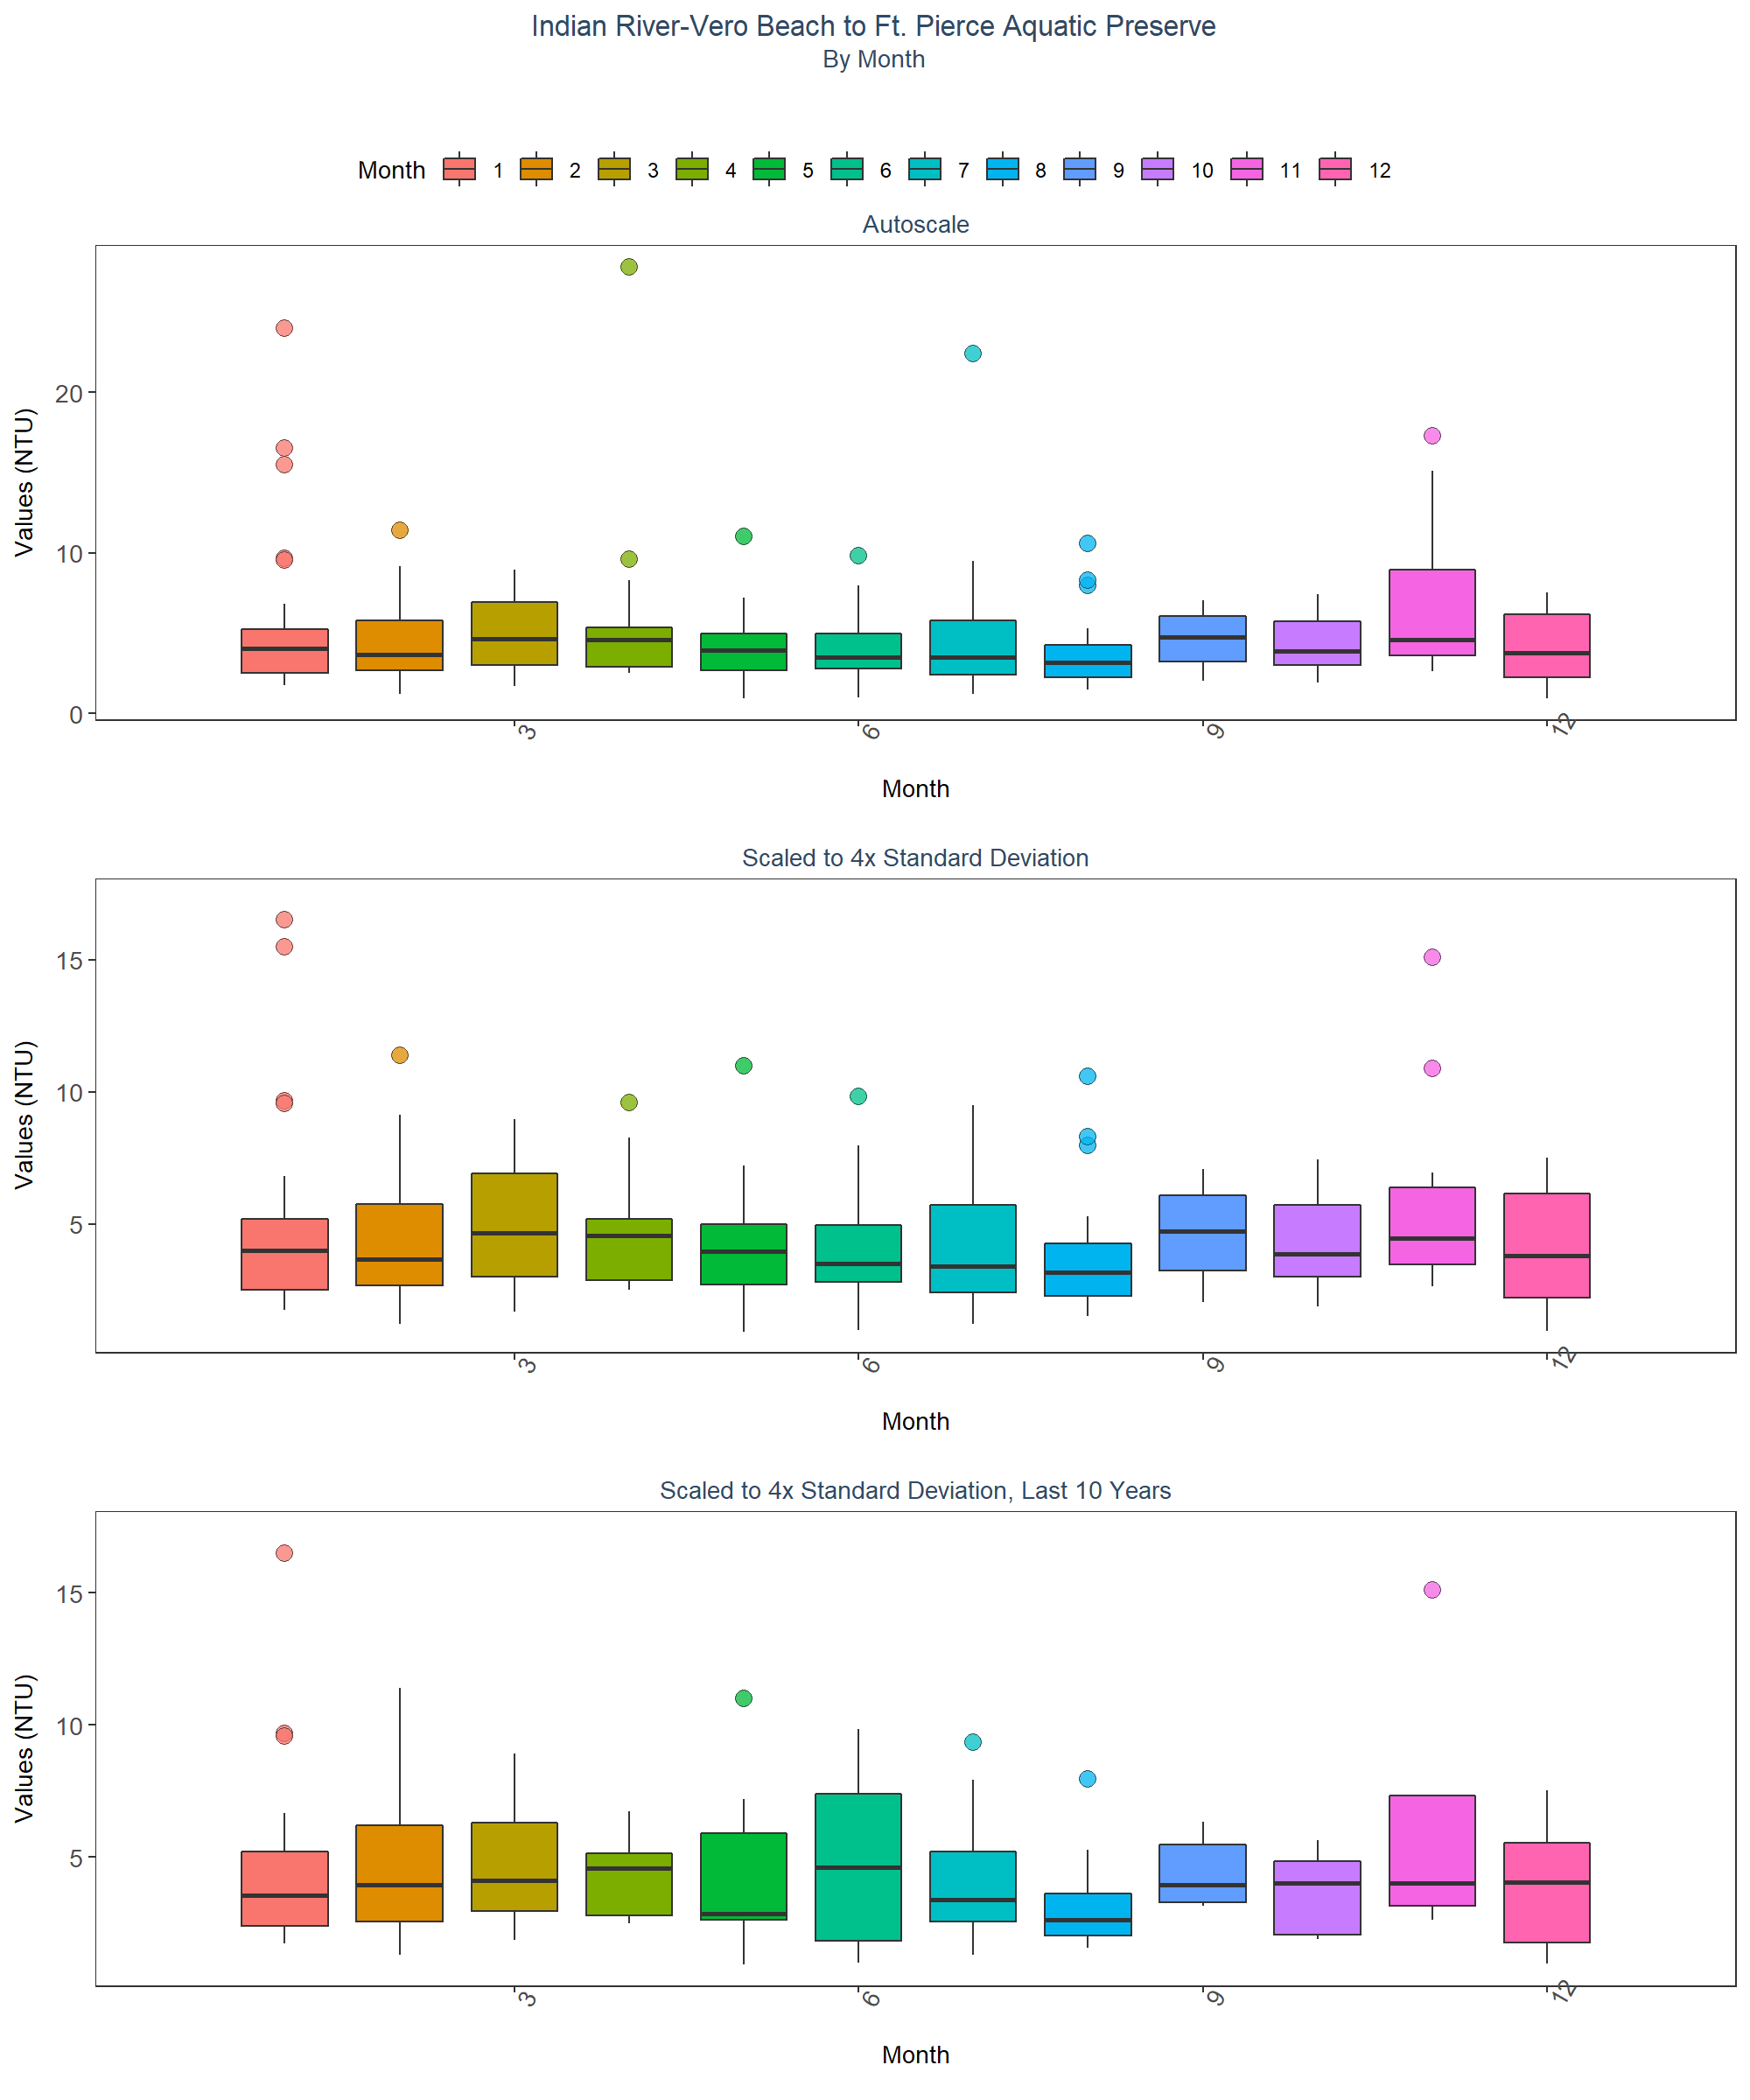 Indian River-Vero Beach to Ft. Pierce Aquatic Preserve
By Month
Month 1 2 3 4 5 6 7 8 9 10 11 12
Autoscale
Values (NTU)
20
10
0
3 6 9 12
Month
Scaled to 4x Standard Deviation
Values (NTU)
15
10
5
3 6 9 12
Month
Scaled to 4x Standard Deviation, Last 10 Years
Values (NTU)
15
10
5
3 6 9 12
Month